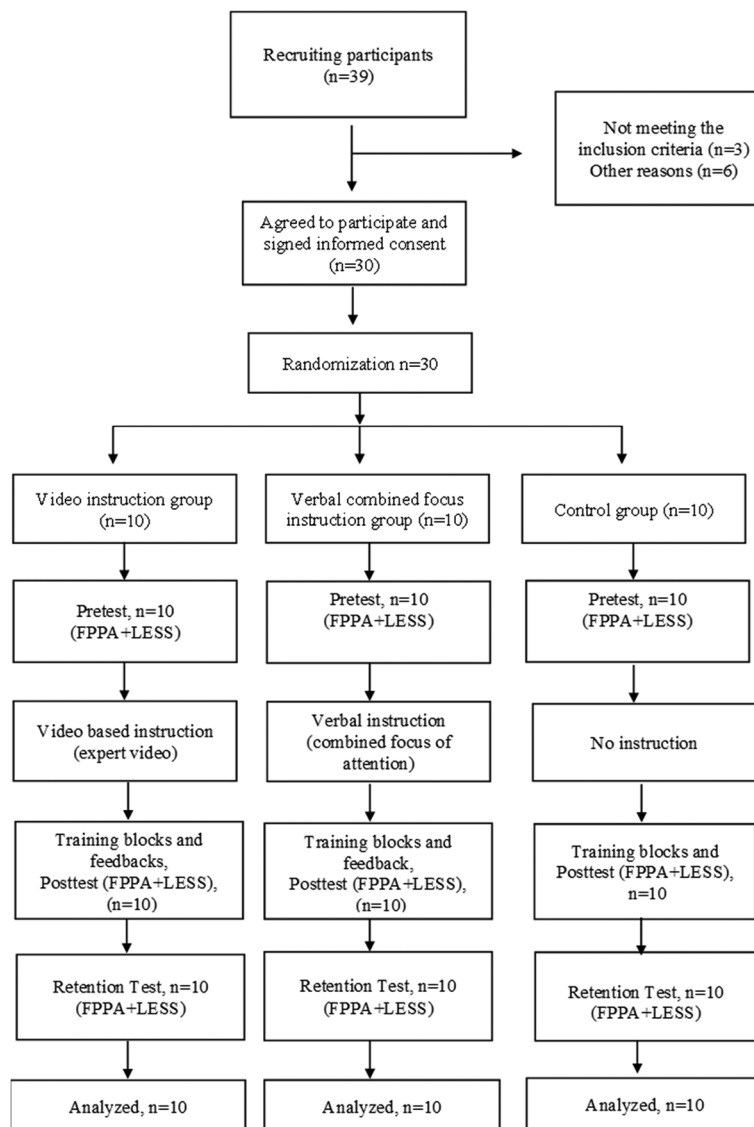 Recruiting participants
(n=39)
Not meeting the
inclusion criteria (n=3)
Other reasons (n=6)
Agreed to participate and
signed informed consent
(n=30)
Randomization n=30
Video instruction group
(n=10)
Verbal combined focus
instruction group (n=10)
Control group (n=10)
Pretest, n=10
(FPPA+LESS)
Pretest, n=10
(FPPA+LESS)
Pretest, n=10
(FPPA+LESS)
Video based instruction
(expert video)
Verbal instruction
(combined focus of
attention)
No instruction
Training blocks and
feedbacks,
Posttest (FPPA+LESS),
(n=10)
Training blocks and
feedback,
Posttest (FPPA+LESS),
(n=10)
Training blocks and
Posttest (FPPA+LESS),
n=10
Retention Test, n=10
(FPPA+LESS)
Retention Test, n=10
(FPPA+LESS)
Retention Test, n=10
(FPPA+LESS)
Analyzed, n=10
Analyzed, n=10
Analyzed, n=10